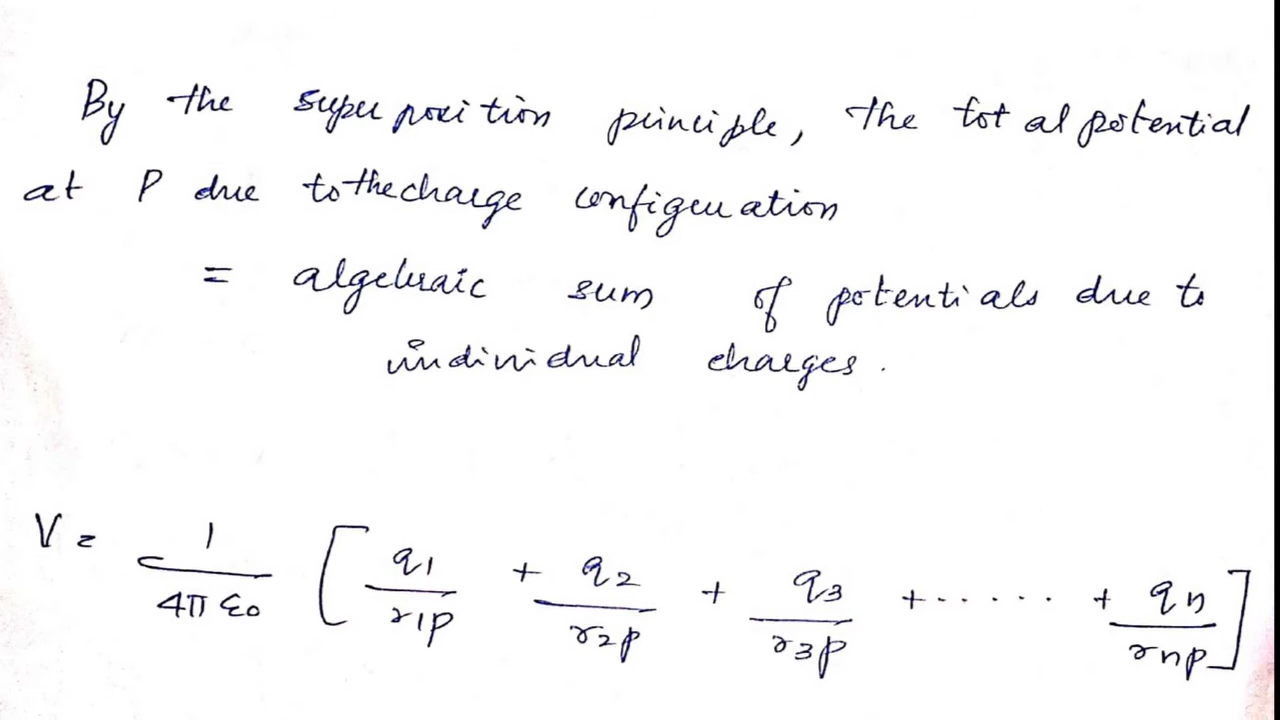 By the superposition principle, the total potential
at P due to the charge configuration
= algebraic sum of potentials due to
individual charges.
V = 1/4π ε0 [ q1/r1p + q2/r2p + q3/r3p + ...... + qn/rnp ]